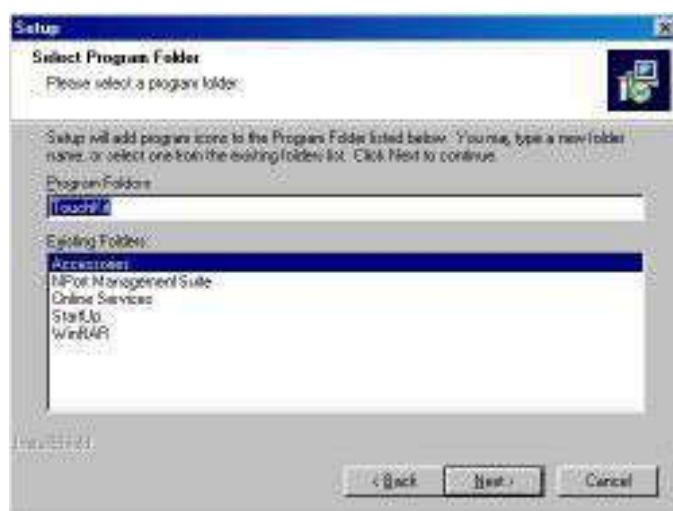 Setup
Select Program Folder
Please select a program folder.
Setup will add program icons to the Program Folder listed below. You may type a new folder
name, or select one from the existing folders list. Click Next to continue.
Program Folders:
TouchKit
Existing Folders:
Accessories
NPort Management Suite
Online Services
StartUp
WinRAR
InstallShield
< Back
Next >
Cancel